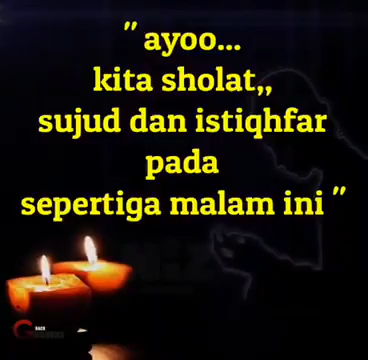 " ayoo...
kita sholat,,
sujud dan istiqhfar
pada
sepertiga malam ini "